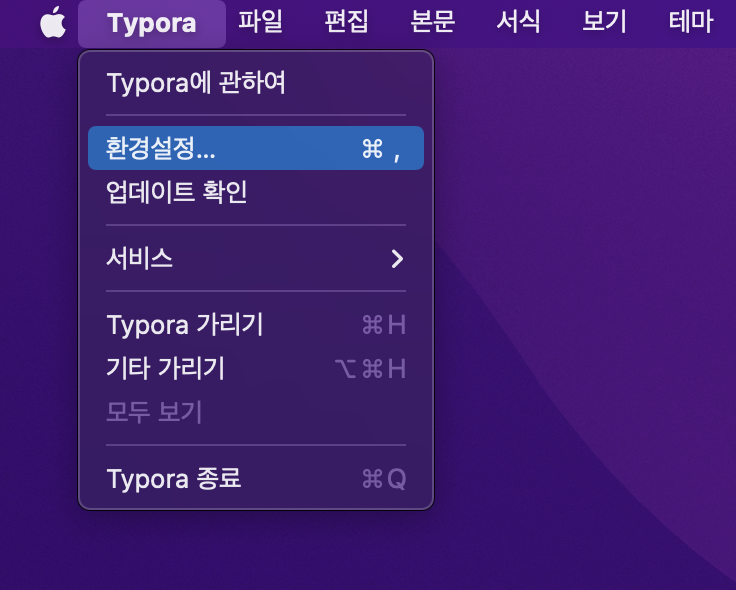 Typora 파일 편집 본문 서식 보기 테마
Typora에 관하여
환경설정... ⌘ ,
업데이트 확인
서비스
Typora 가리기 ⌘H
기타 가리기 ⌥⌘H
모두 보기
Typora 종료 ⌘Q